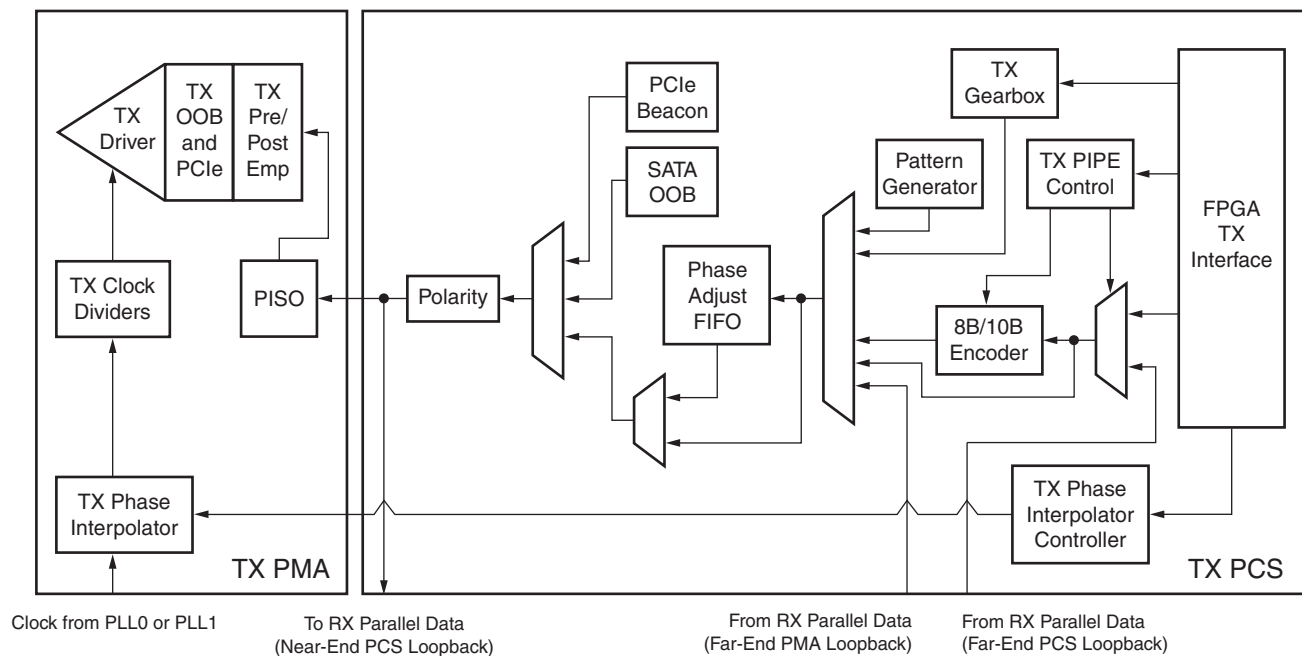 TX
Driver
TX
OOB
and
PCIe
TX
Pre/
Post
Emp
TX Clock
Dividers
PISO
TX Phase
Interpolator
TX PMA
PCIe
Beacon
SATA
OOB
Polarity
Phase
Adjust
FIFO
Pattern
Generator
TX
Gearbox
TX PIPE
Control
8B/10B
Encoder
FPGA
TX
Interface
TX Phase
Interpolator
Controller
TX PCS
Clock from PLL0 or PLL1
To RX Parallel Data
(Near-End PCS Loopback)
From RX Parallel Data
(Far-End PMA Loopback)
From RX Parallel Data
(Far-End PCS Loopback)